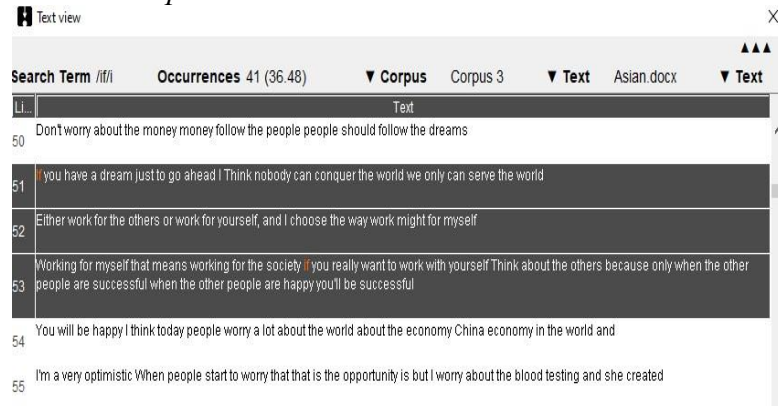 Text view X
▲▲▲
Search Term /if/i Occurrences 41 (36.48) ▼ Corpus Corpus 3 ▼ Text Asian.docx ▼ Text
Li... Text
50 Don't worry about the money money follow the people people should follow the dreams
51 If you have a dream just to go ahead I Think nobody can conquer the world we only can serve the world
52 Either work for the others or work for yourself, and I choose the way work might for myself
53 Working for myself that means working for the society if you really want to work with yourself Think about the others because only when the other
people are successful when the other people are happy you'll be successful
54 You will be happy I think today people worry a lot about the world about the economy China economy in the world and
55 I'm a very optimistic When people start to worry that that is the opportunity is but I worry about the blood testing and she created